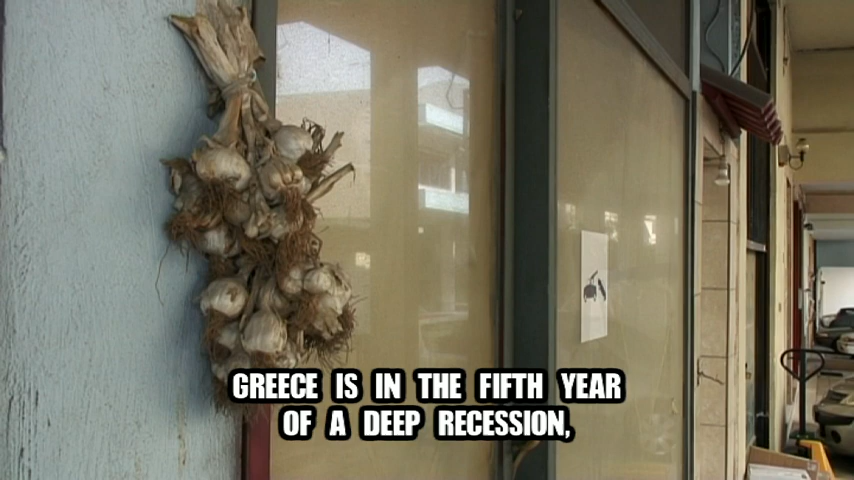 GREECE IS IN THE FIFTH YEAR
OF A DEEP RECESSION,